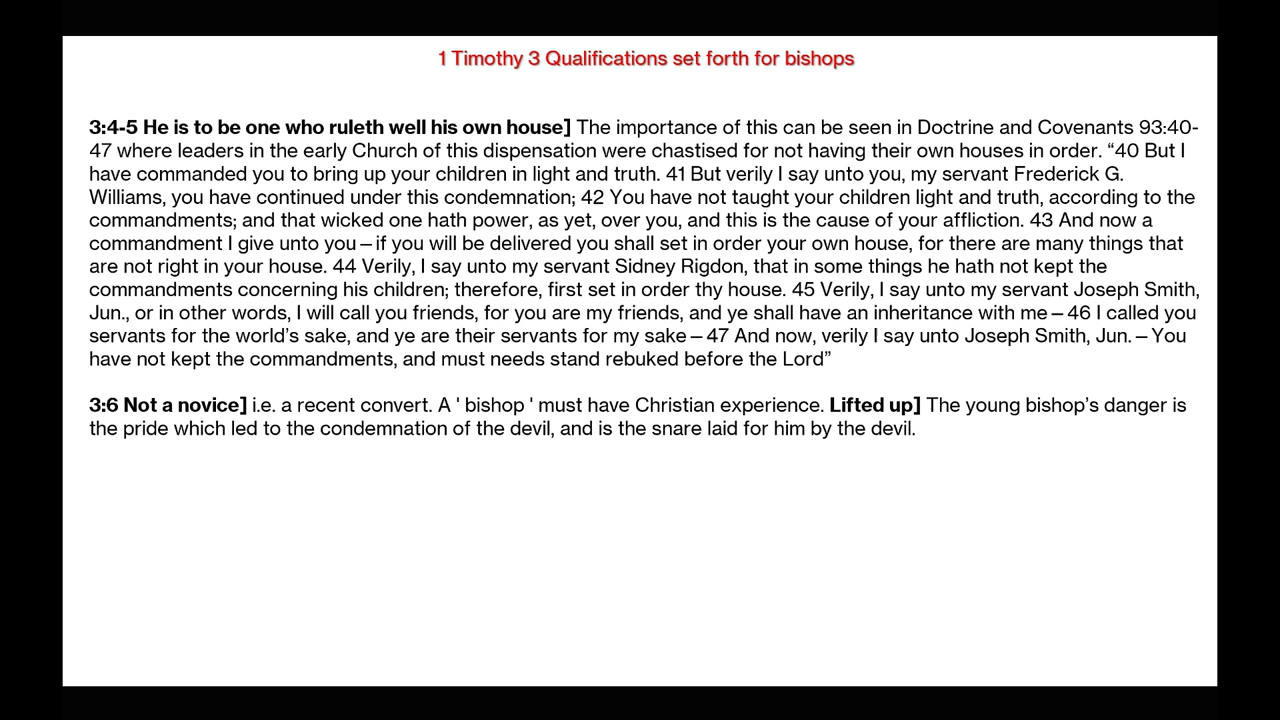 1 Timothy 3 Qualifications set forth for bishops
3:4-5 He is to be one who ruleth well his own house] The importance of this can be seen in Doctrine and Covenants 93:40-
47 where leaders in the early Church of this dispensation were chastised for not having their own houses in order. “40 But I
have commanded you to bring up your children in light and truth. 41 But verily I say unto you, my servant Frederick G.
Williams, you have continued under this condemnation; 42 You have not taught your children light and truth, according to the
commandments; and that wicked one hath power, as yet, over you, and this is the cause of your affliction. 43 And now a
commandment I give unto you—if you will be delivered you shall set in order your own house, for there are many things that
are not right in your house. 44 Verily, I say unto my servant Sidney Rigdon, that in some things he hath not kept the
commandments concerning his children; therefore, first set in order thy house. 45 Verily, I say unto my servant Joseph Smith,
Jun., or in other words, I will call you friends, for you are my friends, and ye shall have an inheritance with me—46 I called you
servants for the world’s sake, and ye are their servants for my sake—47 And now, verily I say unto Joseph Smith, Jun.—You
have not kept the commandments, and must needs stand rebuked before the Lord”
3:6 Not a novice] i.e. a recent convert. A ' bishop ' must have Christian experience. Lifted up] The young bishop’s danger is
the pride which led to the condemnation of the devil, and is the snare laid for him by the devil.